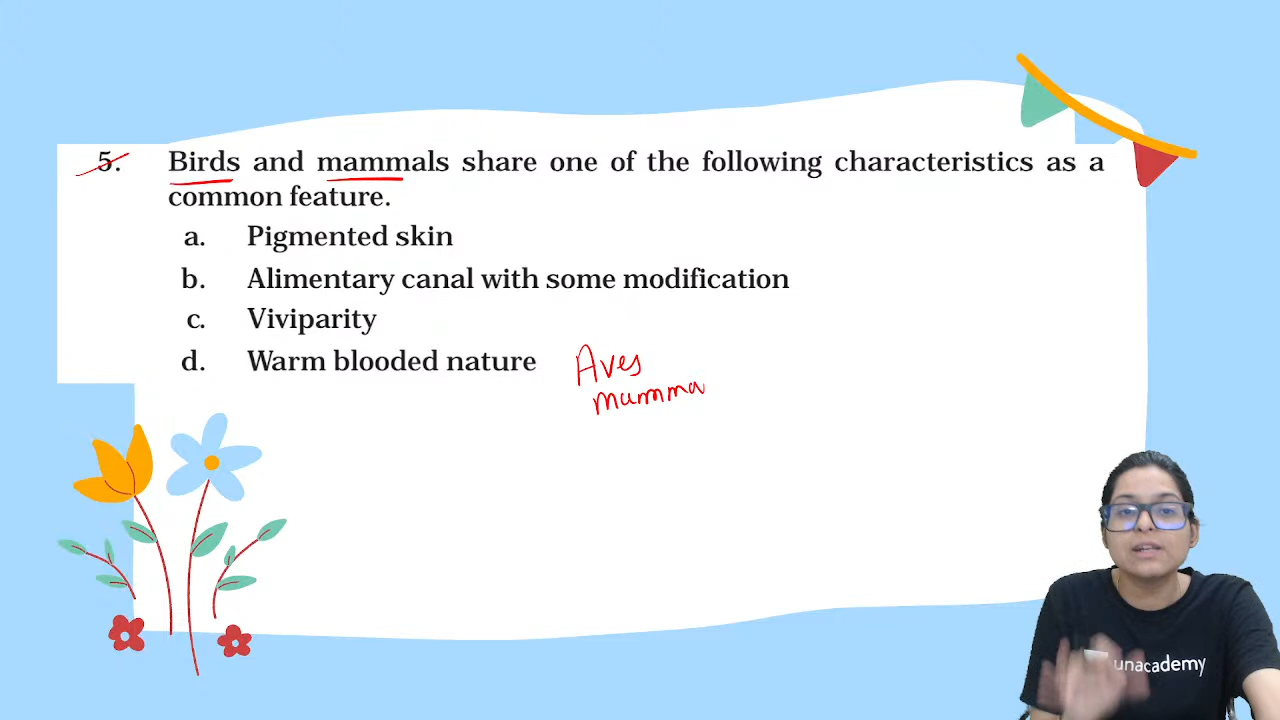 5. Birds and mammals share one of the following characteristics as a
common feature.
a. Pigmented skin
b. Alimentary canal with some modification
c. Viviparity
d. Warm blooded nature
Aves
mumma
unacademy